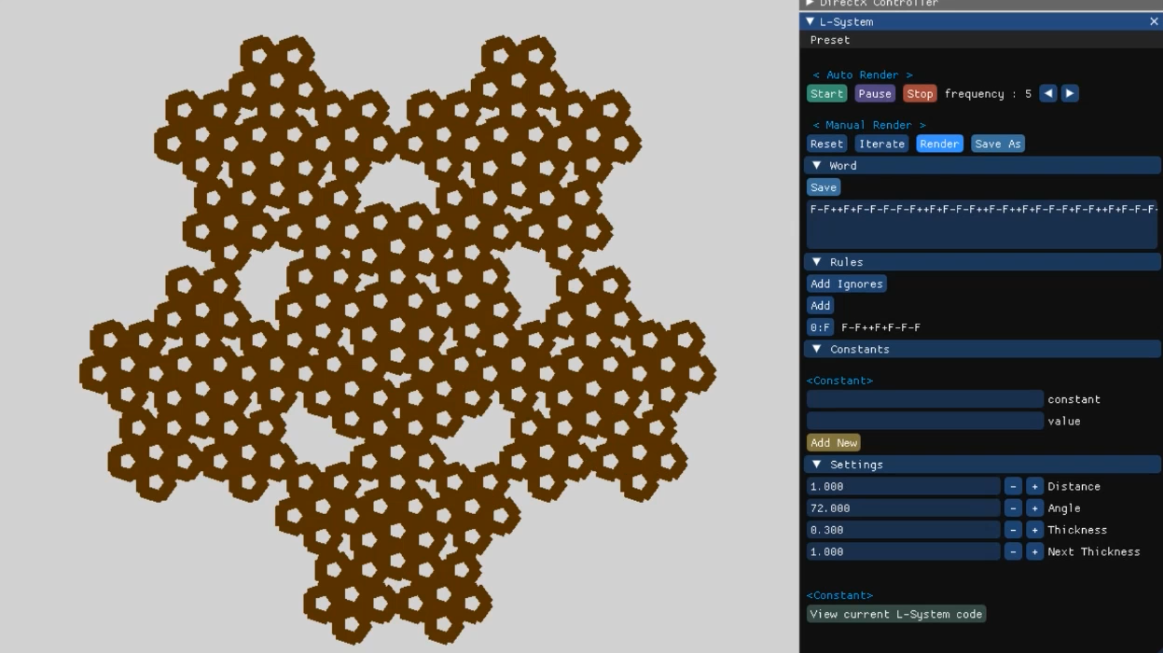 DirectX Controller
L-System
Preset
< Auto Render >
Start Pause Stop frequency : 5
< Manual Render >
Reset Iterate Render Save As
Word
Save
F-F++F+F-F-F-F-F++F+F-F-F++F-F++F+F-F-F+F-F++F+F-F-F-
Rules
Add Ignores
Add
0:F F-F++F+F-F-F
Constants
<Constant>
constant
value
Add New
Settings
1.000 - + Distance
72.000 - + Angle
0.300 - + Thickness
1.000 - + Next Thickness
<Constant>
View current L-System code